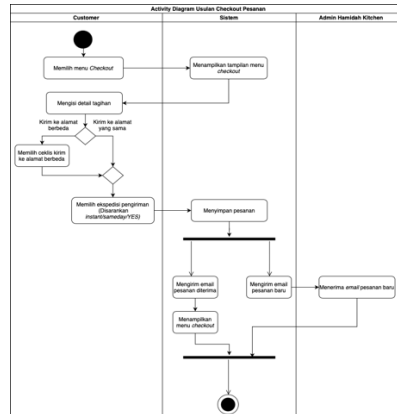 Activity Diagram Usulan Checkout Pesanan
Customer
Sistem
Admin Hamidah Kitchen
Memilih menu Checkout
Menampilkan tampilan menu
checkout
Mengisi detail tagihan
Kirim ke alamat
berbeda
Kirim ke alamat
yang sama
Memilih ceklis kirim
ke alamat berbeda
Memilih ekspedisi pengiriman
(Disarankan
instant/sameday/YES)
Menyimpan pesanan
Mengirim email
pesanan diterima
Mengirim email
pesanan baru
Menerima email pesanan baru
Menampilkan
menu checkout